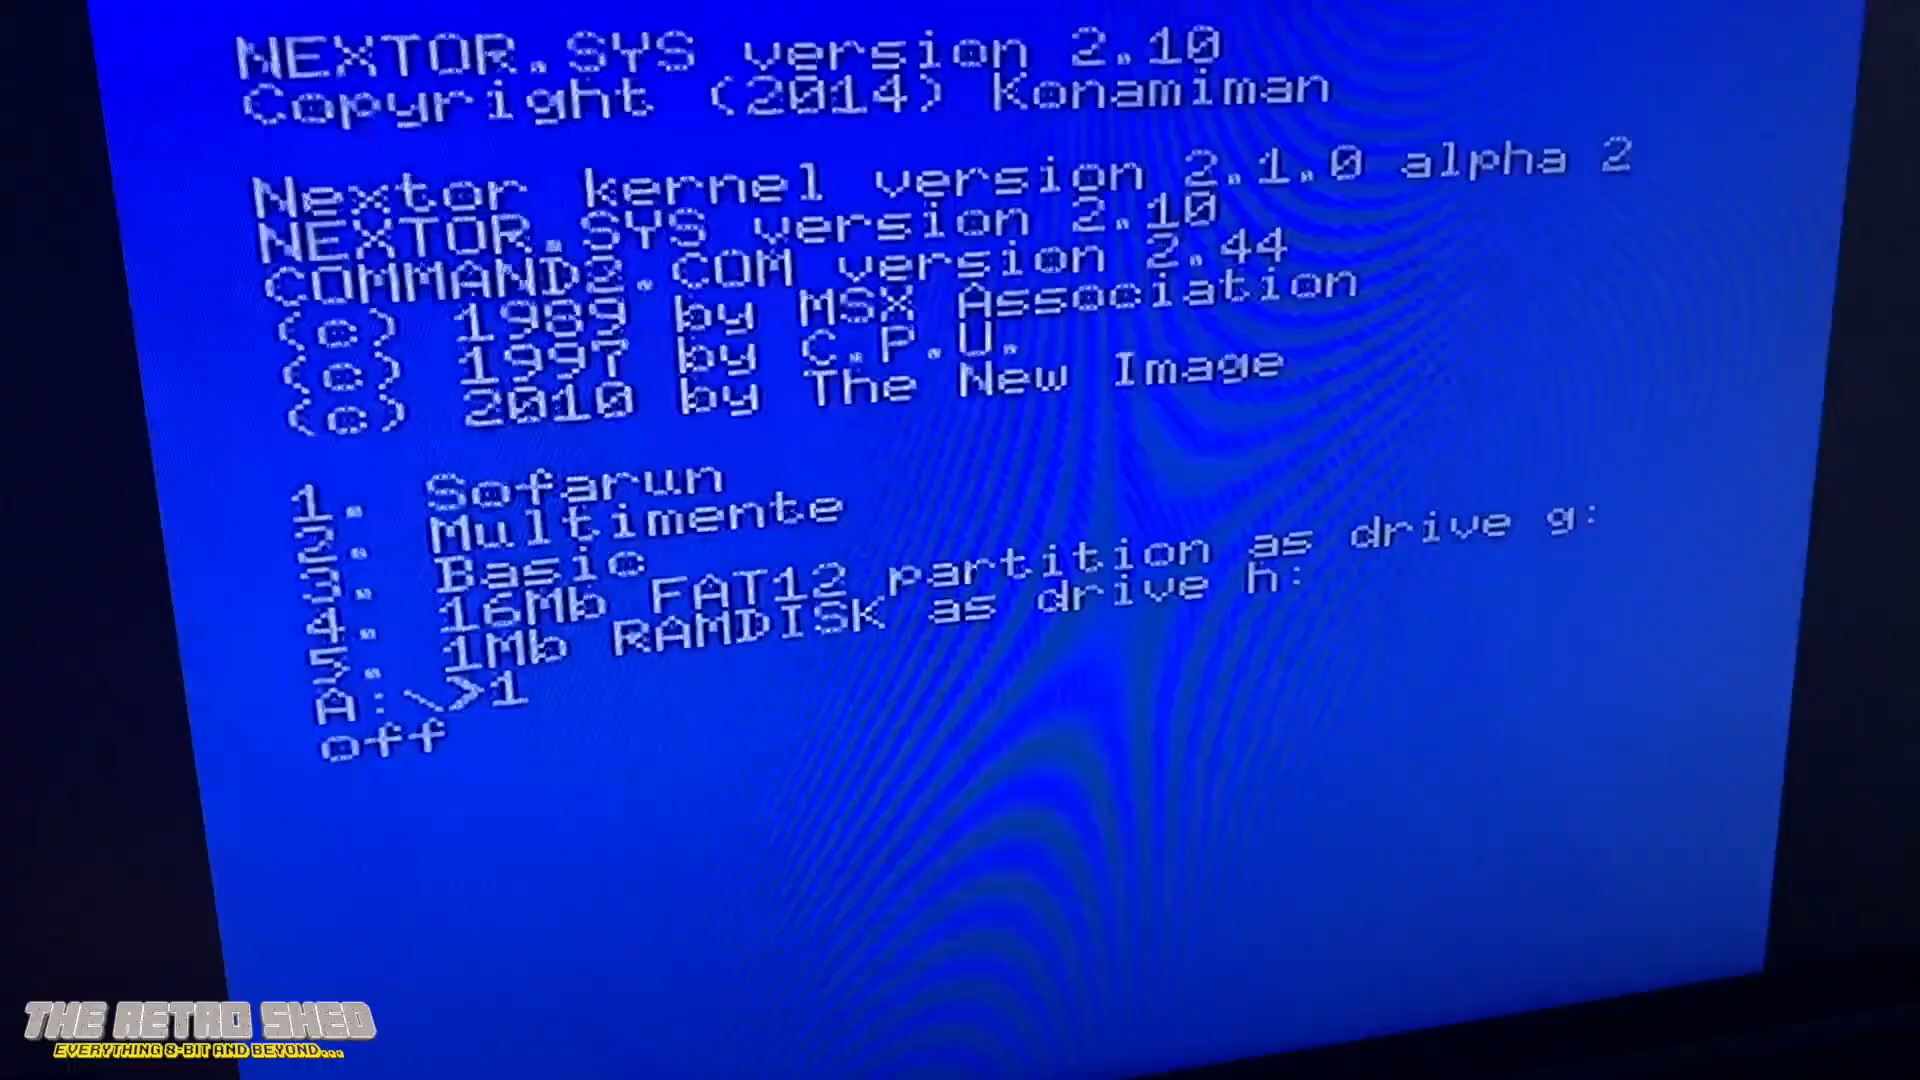 NEXTOR.SYS version 2.10
Copyright (2014) Konamiman
Nextor kernel version 2.1.0 alpha 2
NEXTOR.SYS version 2.10
COMMAND2.COM version 2.44
(c) 1989 by MSX Association
(c) 1997 by C.P.U.
(c) 2010 by The New Image
1. Sofarun
2. Multimente
3. Basic
4. 16Mb FAT12 partition as drive g:
5. 1Mb RAMDISK as drive h:
A:\>1
off
THE RETRO SHED
EVERYTHING 8-BIT AND BEYOND...